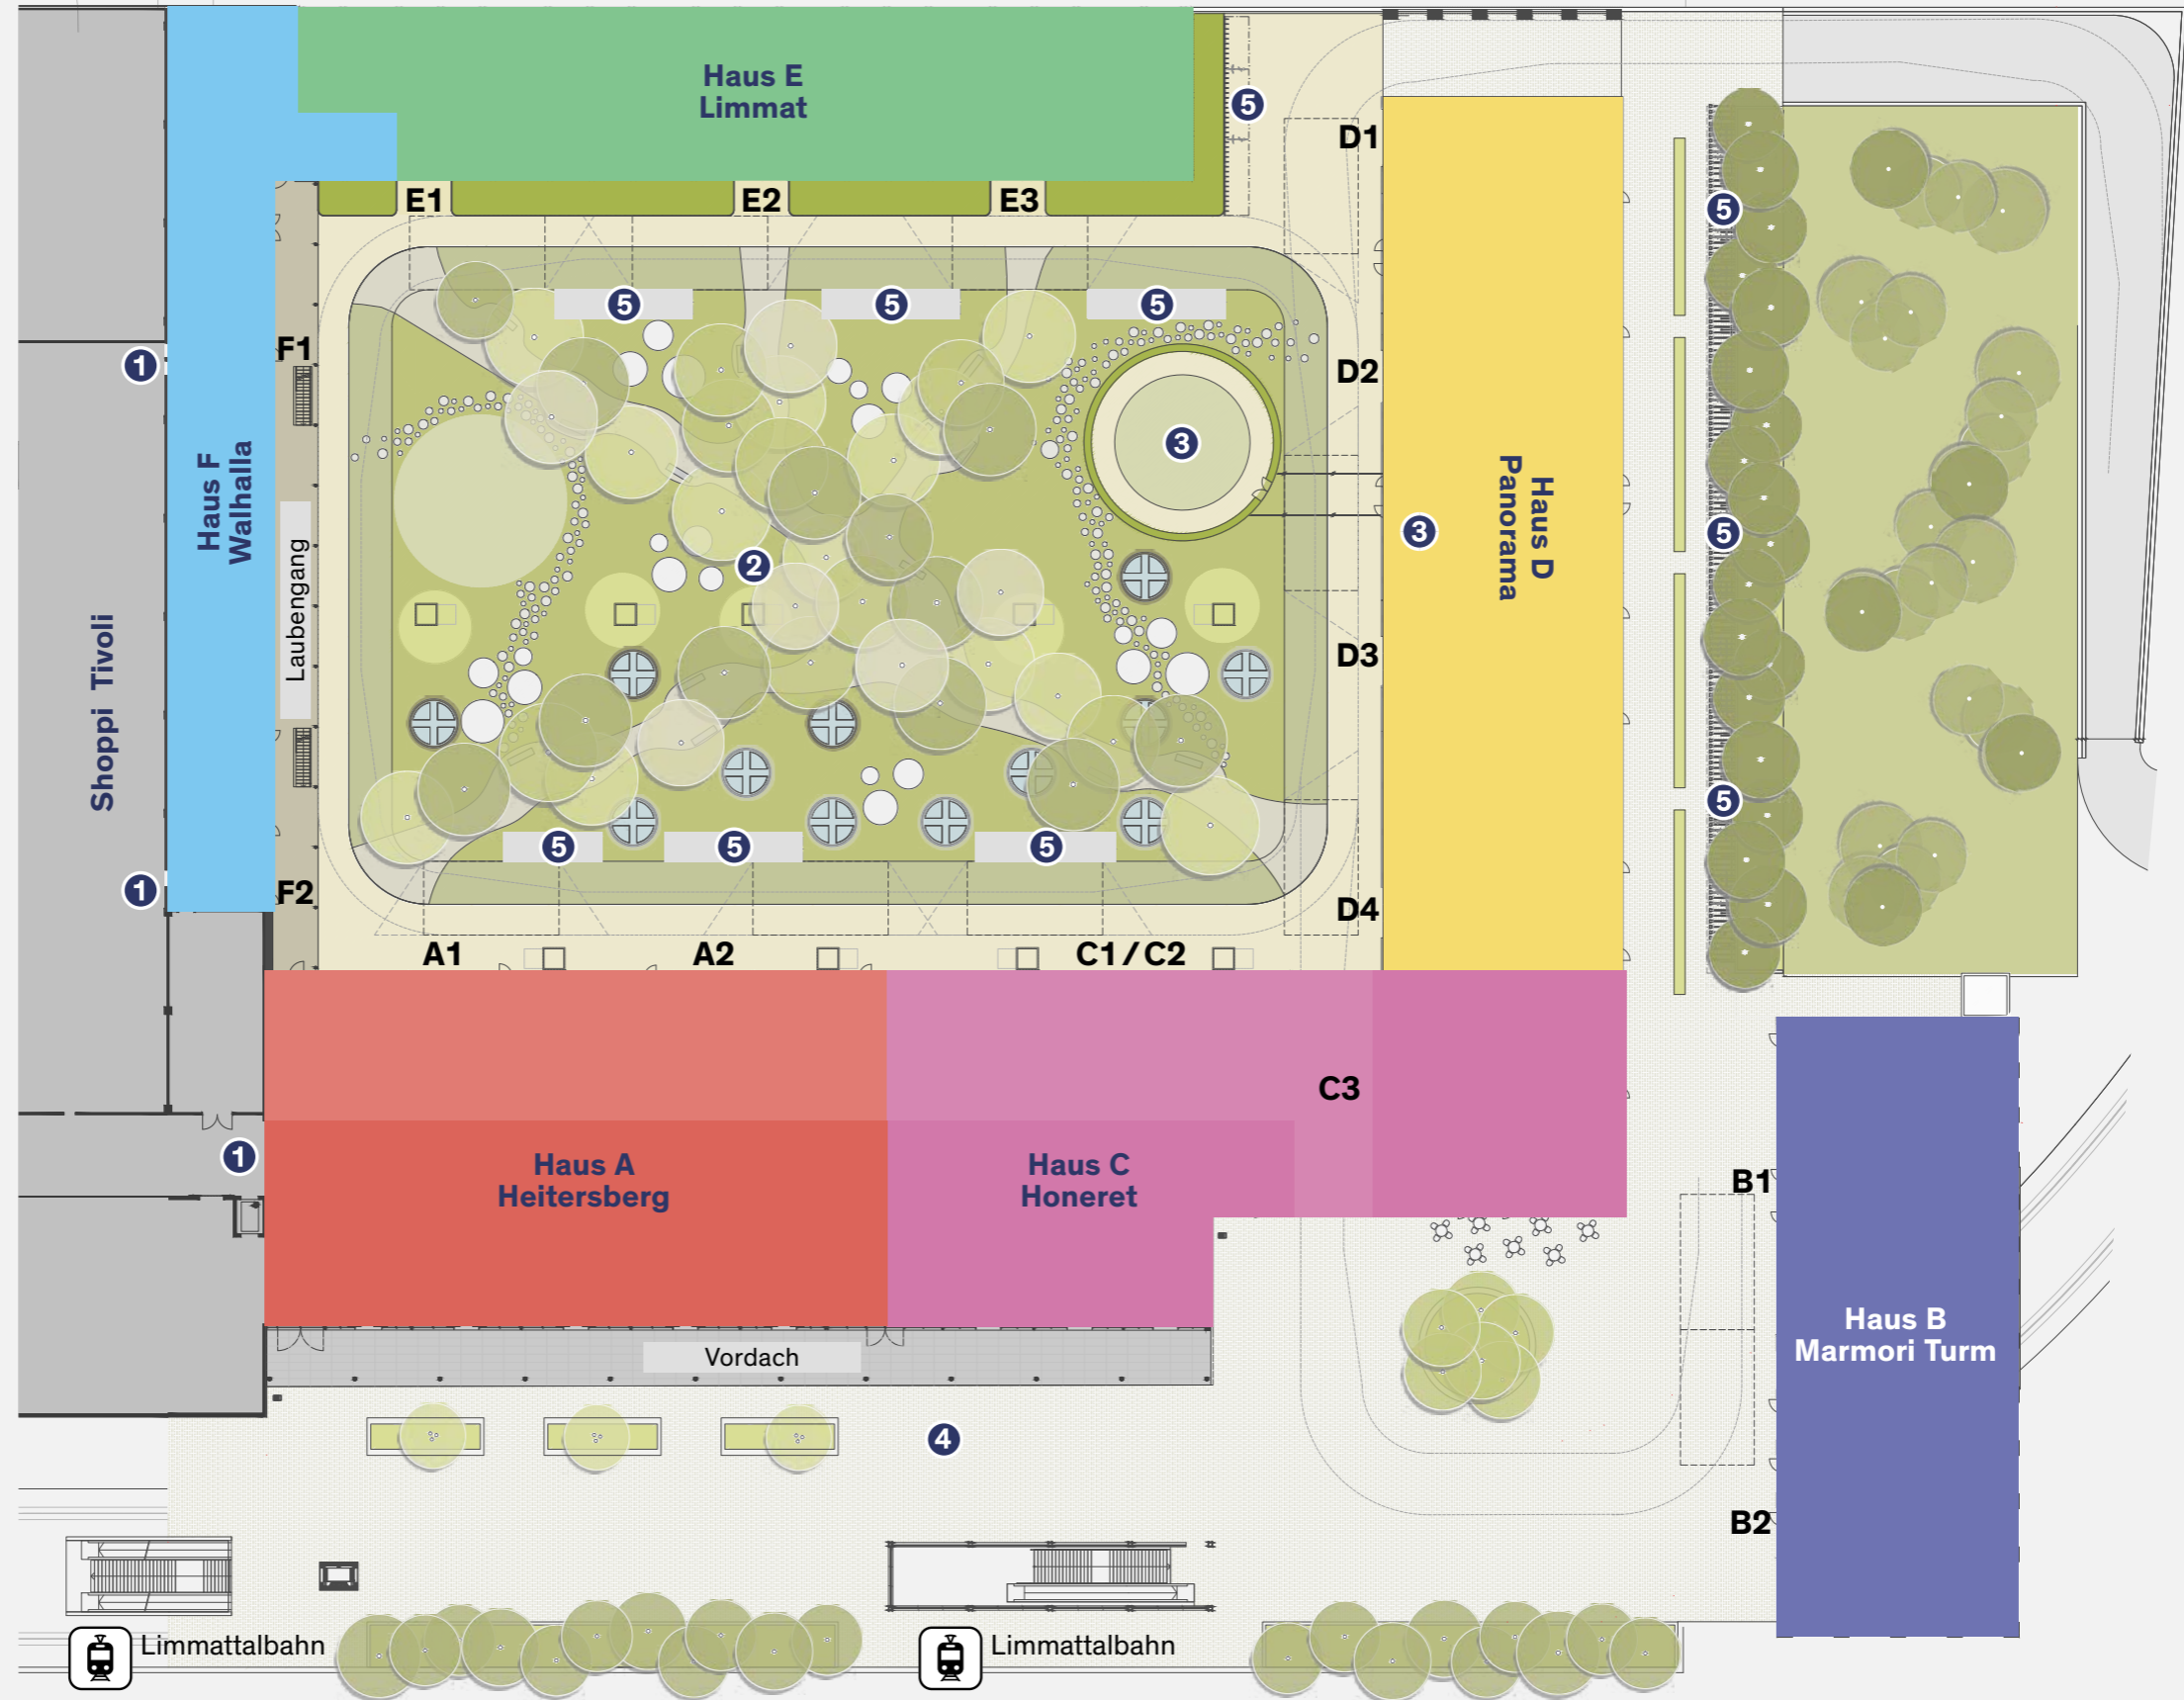 Haus E
Limmat
5
D1
E1
E2
E3
5
5
5
5
F1
1
D2
3
Haus F
Walhalla
Haus D
Panorama
3
5
2
Laubengang
Shoppi Tivoli
D3
5
5
5
5
1
F2
D4
A1
A2
C1/C2
C3
1
Haus A
Heitersberg
Haus C
Honeret
B1
Haus B
Marmori Turm
Vordach
4
B2
Limmattalbahn
Limmattalbahn